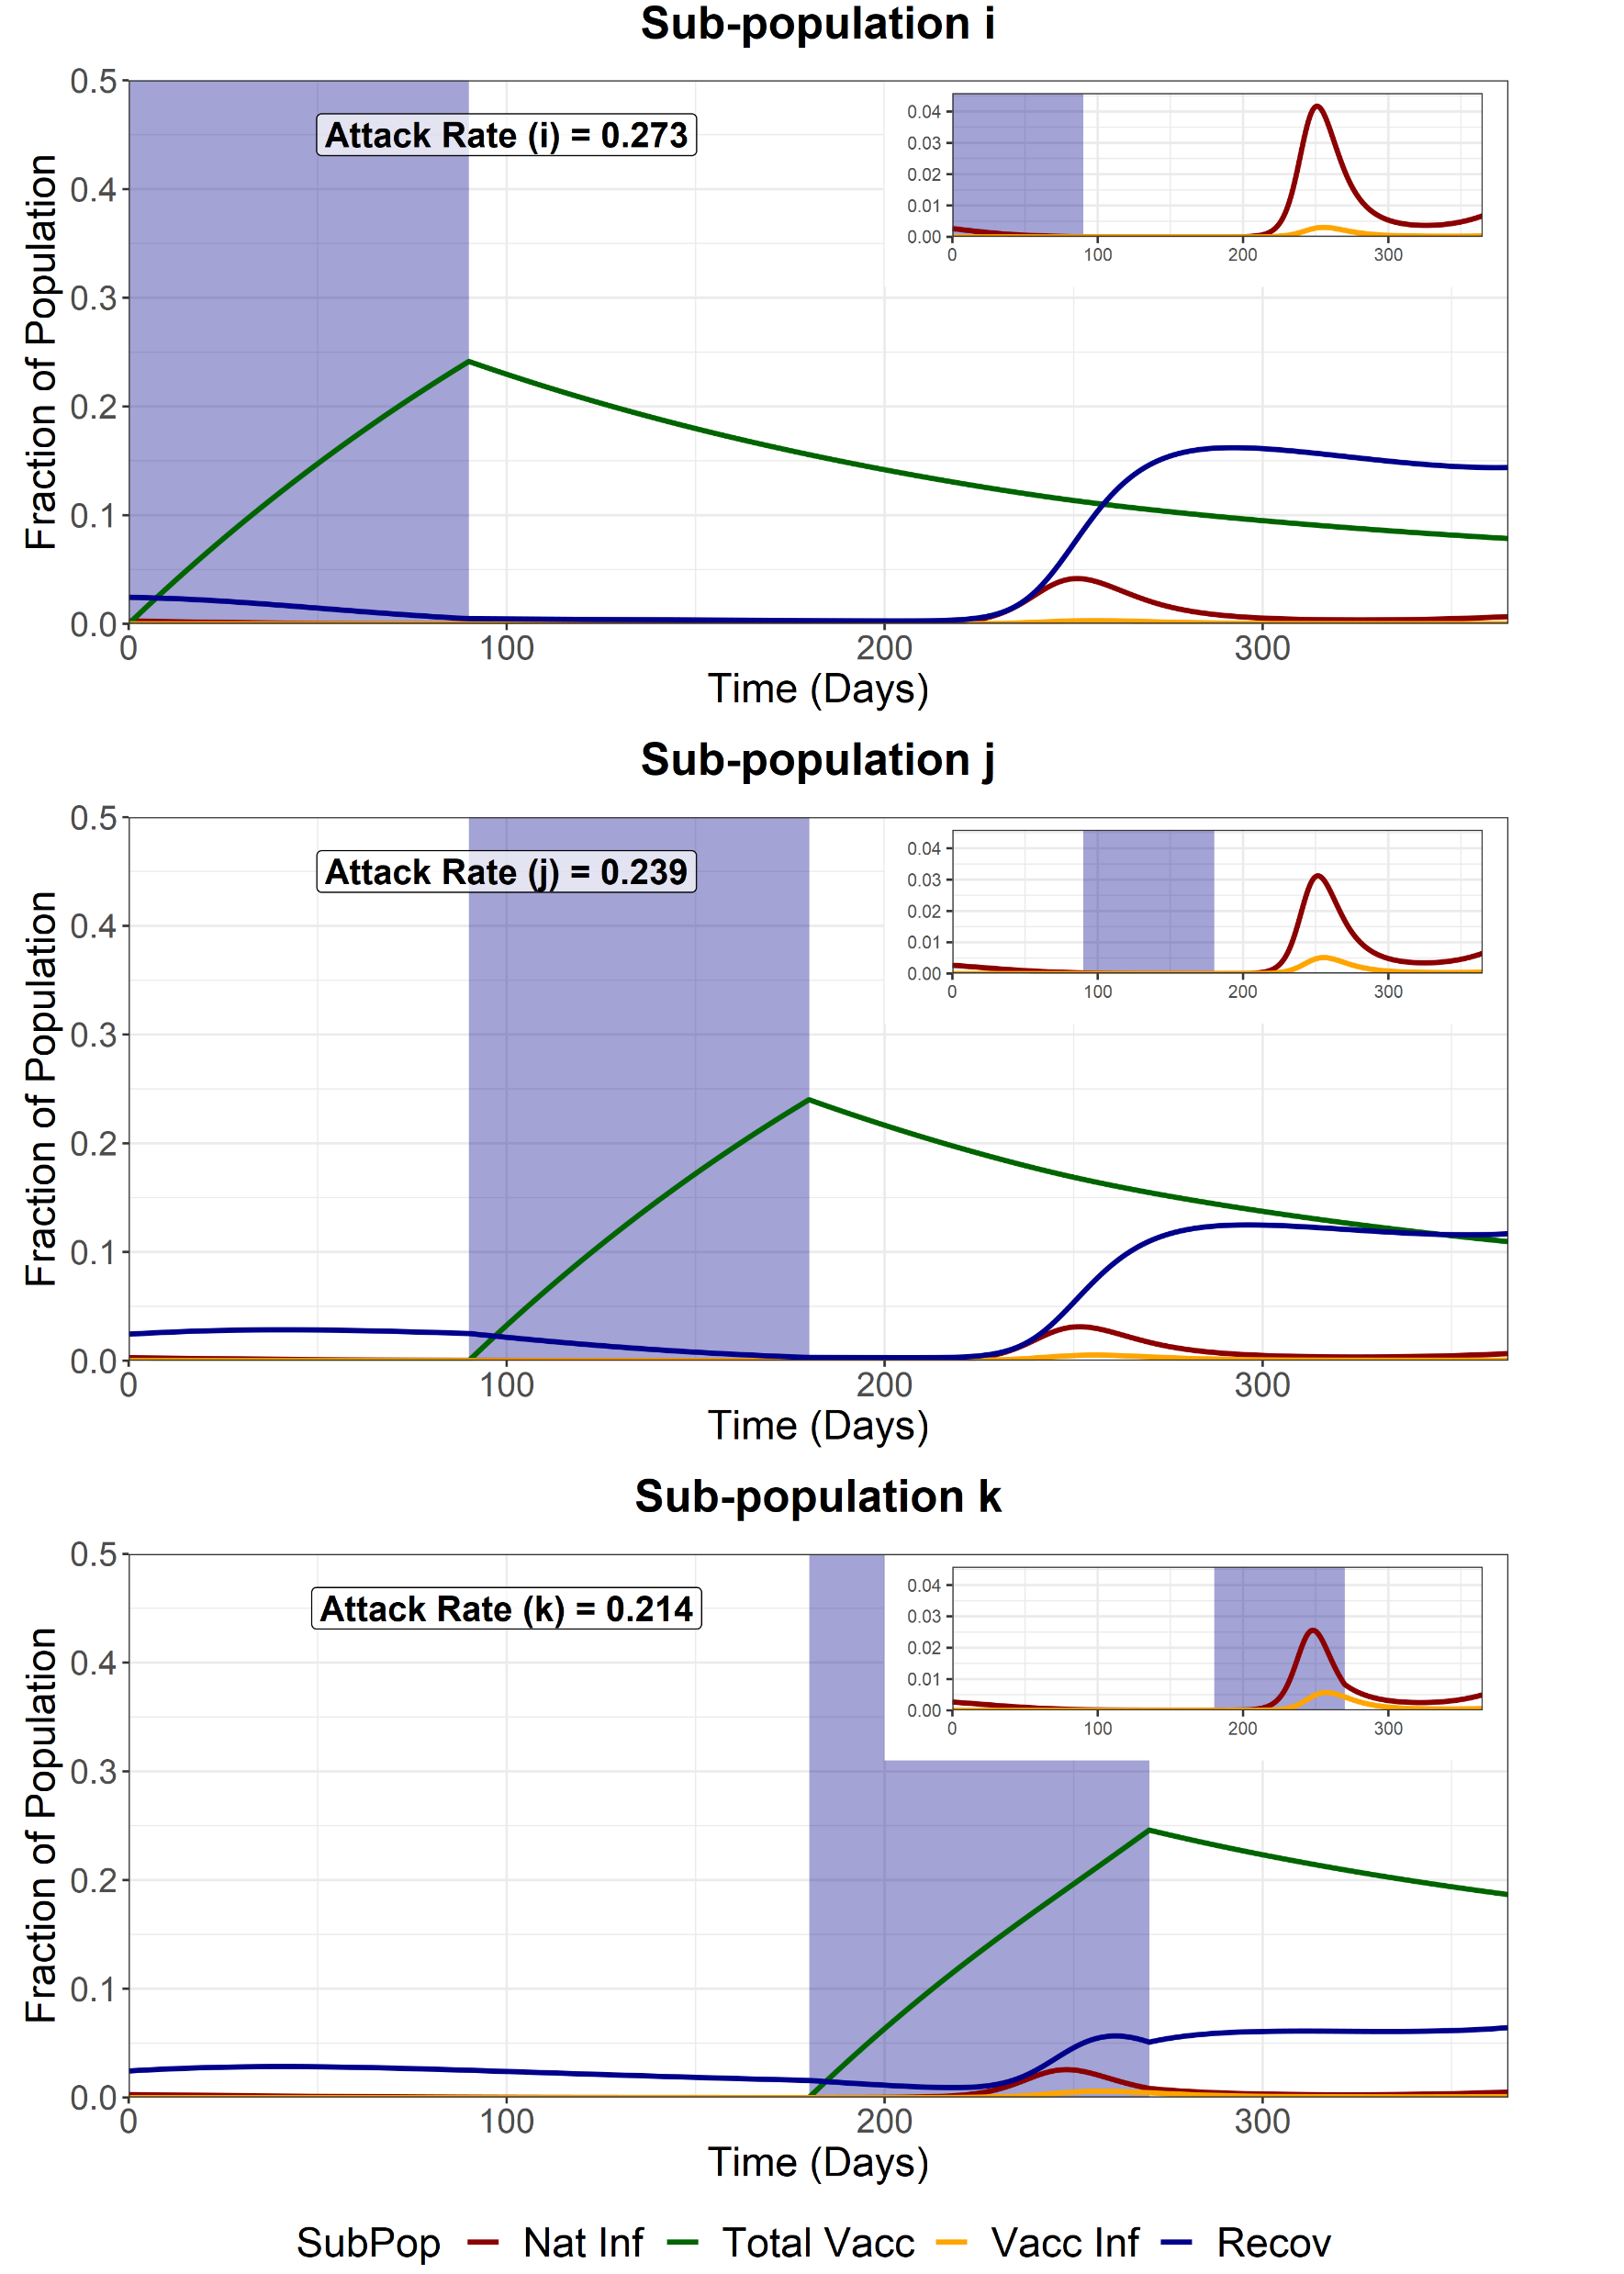 Sub-population i
Fraction of Population
0.5
0.4
0.3
0.2
0.1
0.0
Attack Rate (i) = 0.273
0.04
0.03
0.02
0.01
0.00
0 100 200 300
0 100 200 300
Time (Days)
Sub-population j
Fraction of Population
0.5
0.4
0.3
0.2
0.1
0.0
Attack Rate (j) = 0.239
0.04
0.03
0.02
0.01
0.00
0 100 200 300
0 100 200 300
Time (Days)
Sub-population k
Fraction of Population
0.5
0.4
0.3
0.2
0.1
0.0
Attack Rate (k) = 0.214
0.04
0.03
0.02
0.01
0.00
0 100 200 300
0 100 200 300
Time (Days)
SubPop Nat Inf Total Vacc Vacc Inf Recov